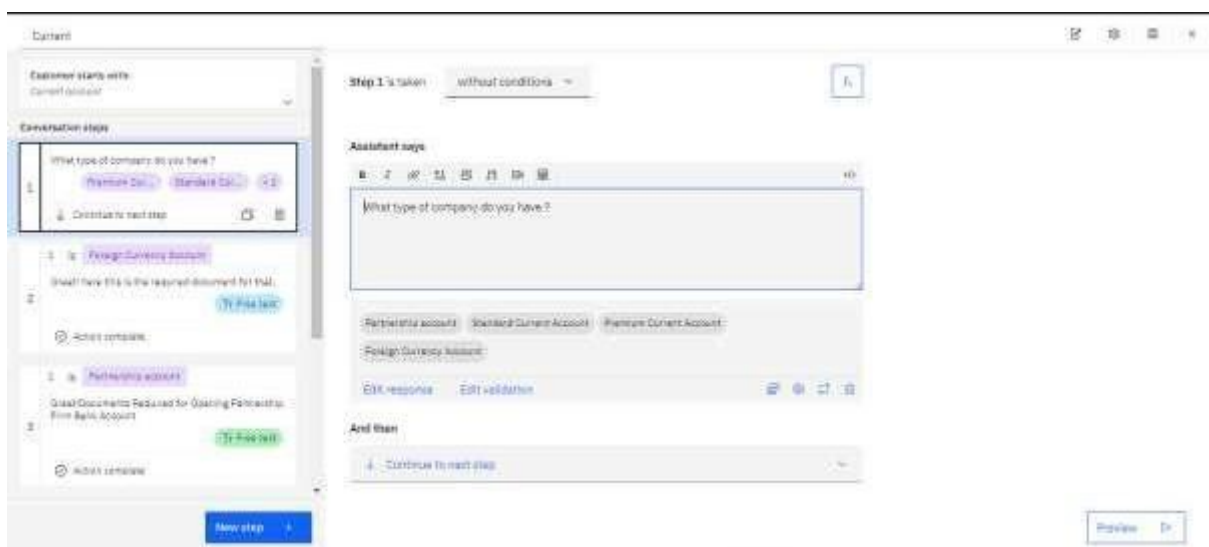 Current
Customer starts with:
Current account
Conversation steps
1
What type of company do you have ?
Premium Cur...
Standard Cur...
Continue to next step
2
1 is Foreign Currency Account
Great! here this is the required document for that.
Free text
Action complete
3
1 is Partnership account
Great! Documents Required for Opening Partnership
Firm Bank Account
Free text
Action complete
New step +
Step 1 is taken without conditions
Assistant says
B I
What type of company do you have ?
Partnership account Standard Current Account Premium Current Account
Foreign Currency Account
Edit response Edit validation
And then
Continue to next step
Preview